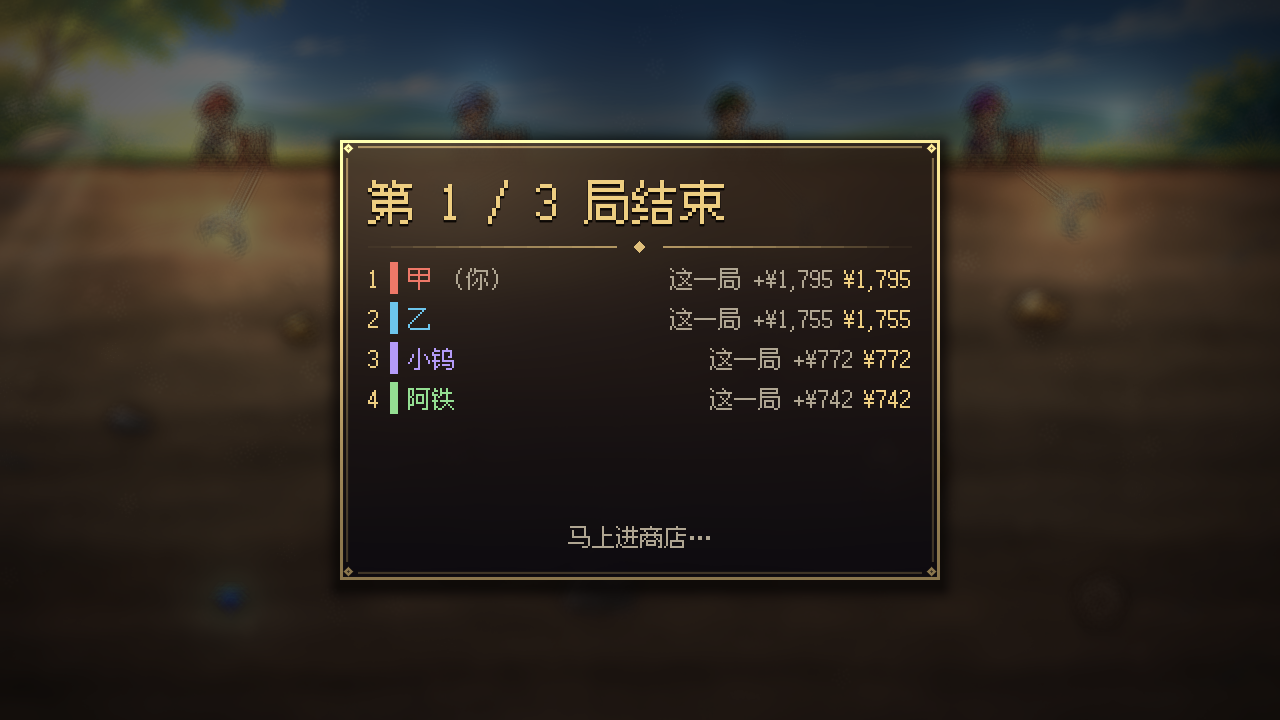 第 1 / 3 局结束
1 甲 （你） 这一局 +¥1,795 ¥1,795
2 乙 这一局 +¥1,755 ¥1,755
3 小钨 这一局 +¥772 ¥772
4 阿铁 这一局 +¥742 ¥742
马上进商店…